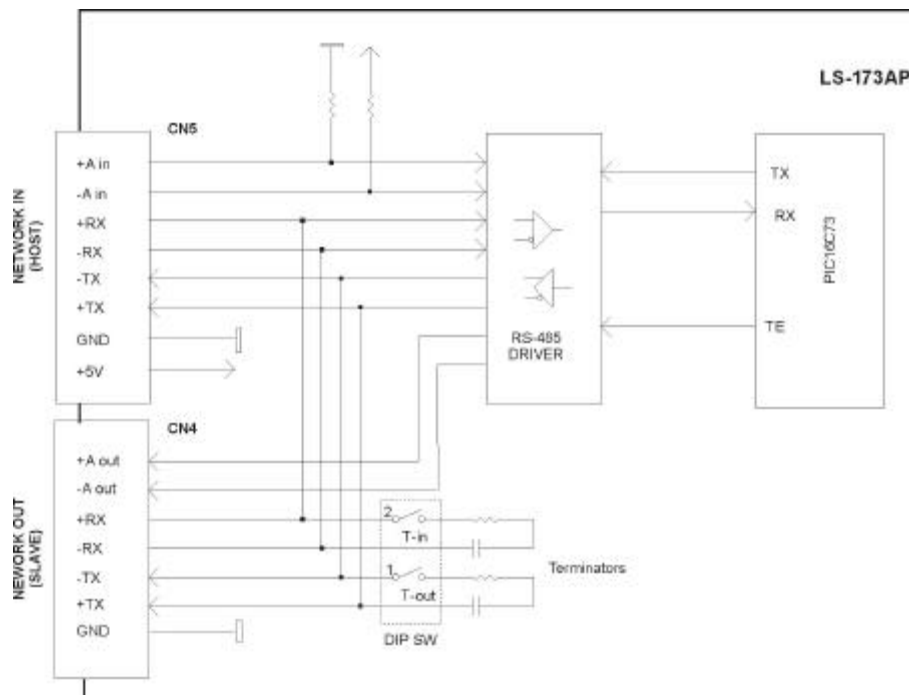 LS-173AP
CN5
NETWORK IN
(HOST)
+A in
-A in
+RX
-RX
-TX
+TX
GND
+5V
RS-485
DRIVER
TX
RX
TE
PIC16C73
CN4
NEWORK OUT
(SLAVE)
+A out
-A out
+RX
-RX
-TX
+TX
GND
2
T-in
1
T-out
DIP SW
Terminators